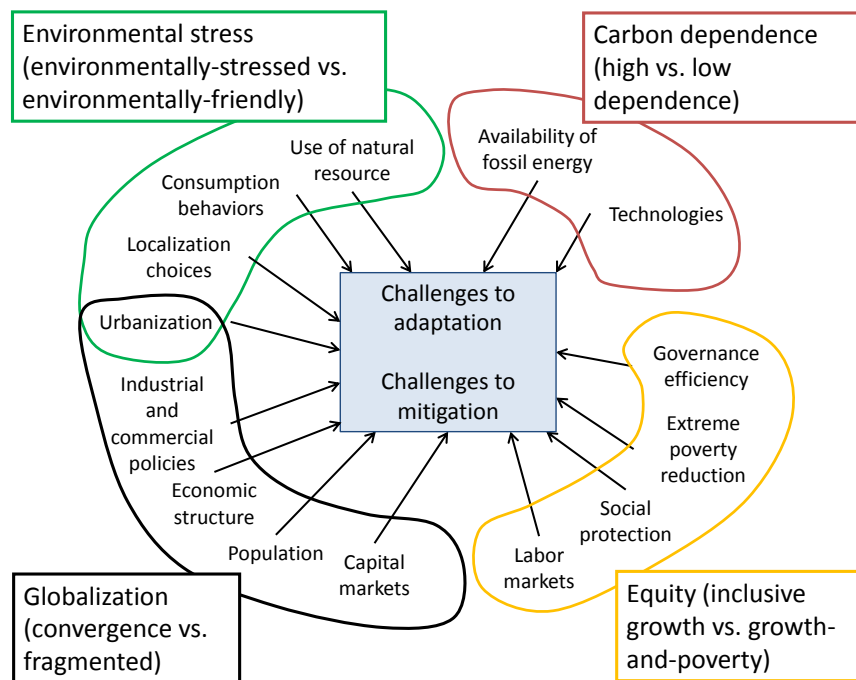 Environmental stress
(environmentally-stressed vs.
environmentally-friendly)
Carbon dependence
(high vs. low
dependence)
Use of natural
resource
Availability of
fossil energy
Consumption
behaviors
Technologies
Localization
choices
Urbanization
Challenges to
adaptation
Challenges to
mitigation
Governance
efficiency
Industrial
and
commercial
policies
Extreme
poverty
reduction
Economic
structure
Social
protection
Population
Capital
markets
Labor
markets
Globalization
(convergence vs.
fragmented)
Equity (inclusive
growth vs. growth-
and-poverty)